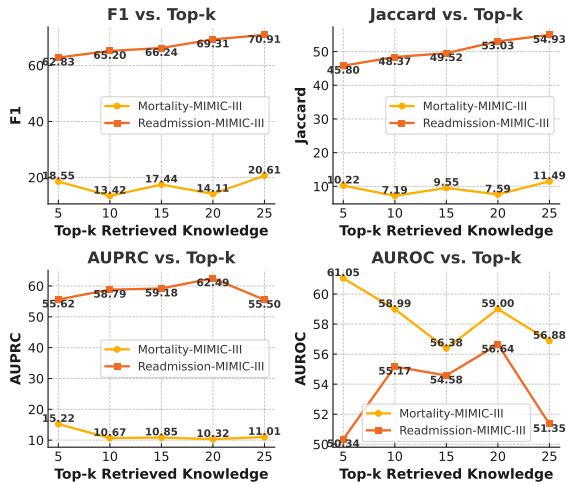 F1 vs. Top-k
F1
60
40
20
62.83
65.20
66.24
69.31
70.91
Mortality-MIMIC-III
Readmission-MIMIC-III
18.55
13.42
17.44
14.11
20.61
5 10 15 20 25
Top-k Retrieved Knowledge
Jaccard vs. Top-k
Jaccard
50
40
30
20
10
45.80
48.37
49.52
53.03
54.93
Mortality-MIMIC-III
Readmission-MIMIC-III
10.22
7.19
9.55
7.59
11.49
5 10 15 20 25
Top-k Retrieved Knowledge
AUPRC vs. Top-k
AUPRC
60
50
40
30
20
10
55.62
58.79
59.18
62.49
55.50
Mortality-MIMIC-III
Readmission-MIMIC-III
15.22
10.67
10.85
10.32
11.01
5 10 15 20 25
Top-k Retrieved Knowledge
AUROC vs. Top-k
AUROC
60
58
56
54
52
50
61.05
58.99
56.38
59.00
56.88
50.34
55.17
54.58
56.64
51.35
Mortality-MIMIC-III
Readmission-MIMIC-III
5 10 15 20 25
Top-k Retrieved Knowledge